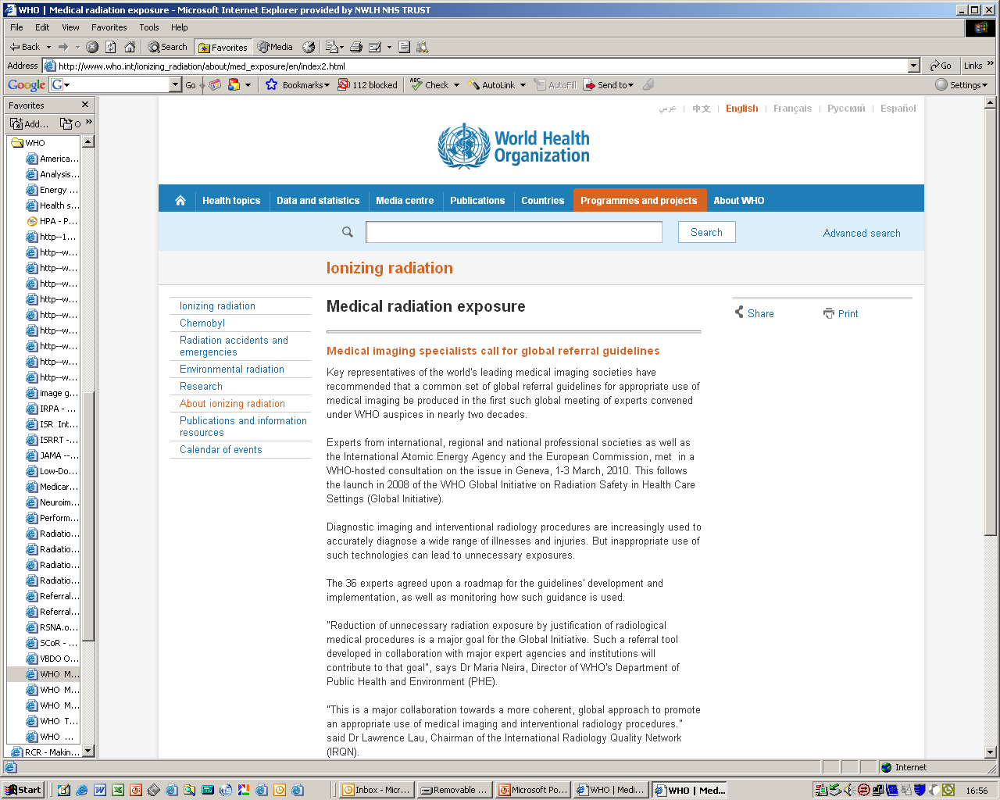 WHO | Medical radiation exposure - Microsoft Internet Explorer provided by NWLH NHS TRUST
File Edit View Favorites Tools Help
Back Search Favorites Media
Address http://www.who.int/ionizing_radiation/about/med_exposure/en/index2.html Go Links »
Google G Go Bookmarks 112 blocked ABC Check AutoLink AutoFill Send to Settings
Favorites
Add... O »
WHO
America...
Analysis...
Energy ...
Health s...
HPA - P...
http--1...
http--w...
http--w...
http--w...
http--w...
http--w...
http--w...
http--w...
http--w...
http--w...
image g...
IRPA - ...
ISR Int...
ISRRT -...
JAMA --...
Low-Do...
Medicar...
Neuroim...
Perform...
Radiatio...
Radiatio...
Radiatio...
Radiatio...
Referral...
Referral...
RSNA.o...
SCoR - ...
VBDO O...
WHO M...
WHO M...
WHO M...
WHO T...
WHO ...
RCR - Makin...
عربي | 中文 | English | Français | Русский | Español
World Health
Organization
Health topics Data and statistics Media centre Publications Countries Programmes and projects About WHO
Search Advanced search
Ionizing radiation
Ionizing radiation
Chernobyl
Radiation accidents and
emergencies
Environmental radiation
Research
About ionizing radiation
Publications and information
resources
Calendar of events
Medical radiation exposure
Share Print
Medical imaging specialists call for global referral guidelines
Key representatives of the world's leading medical imaging societies have
recommended that a common set of global referral guidelines for appropriate use of
medical imaging be produced in the first such global meeting of experts convened
under WHO auspices in nearly two decades.
Experts from international, regional and national professional societies as well as
the International Atomic Energy Agency and the European Commission, met in a
WHO-hosted consultation on the issue in Geneva, 1-3 March, 2010. This follows
the launch in 2008 of the WHO Global Initiative on Radiation Safety in Health Care
Settings (Global Initiative).
Diagnostic imaging and interventional radiology procedures are increasingly used to
accurately diagnose a wide range of illnesses and injuries. But inappropriate use of
such technologies can lead to unnecessary exposures.
The 36 experts agreed upon a roadmap for the guidelines' development and
implementation, as well as monitoring how such guidance is used.
"Reduction of unnecessary radiation exposure by justification of radiological
medical procedures is a major goal for the Global Initiative. Such a referral tool
developed in collaboration with major expert agencies and institutions will
contribute to that goal", says Dr Maria Neira, Director of WHO's Department of
Public Health and Environment (PHE).
"This is a major collaboration towards a more coherent, global approach to promote
an appropriate use of medical imaging and interventional radiology procedures."
said Dr Lawrence Lau, Chairman of the International Radiology Quality Network
(IRQN).
Internet
Start Inbox - Micr... Removable ... Microsoft Po... WHO | Medi... WHO | Med... 16:56